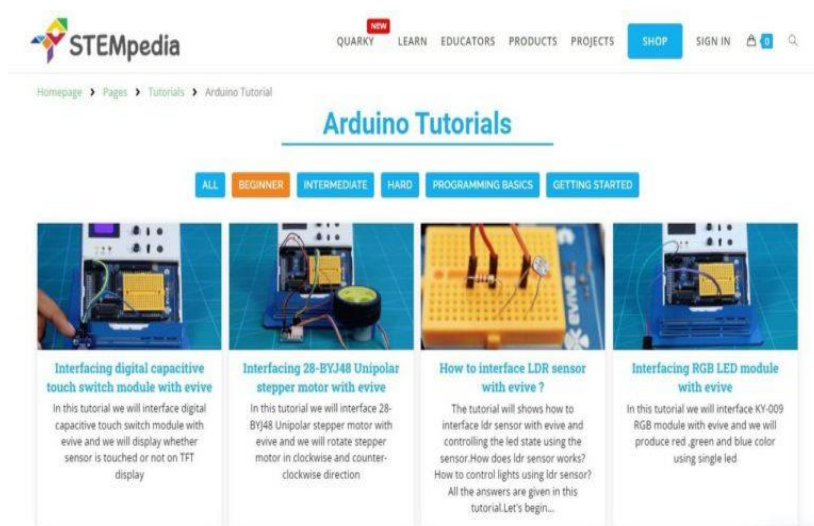 STEMpedia
NEW
QUARKY LEARN EDUCATORS PRODUCTS PROJECTS SHOP SIGN IN 0
Homepage > Pages > Tutorials > Arduino Tutorial
Arduino Tutorials
ALL BEGINNER INTERMEDIATE HARD PROGRAMMING BASICS GETTING STARTED
EVIVE
Interfacing digital capacitive
touch switch module with evive
In this tutorial we will interface digital
capacitive touch switch module with
evive and we will display whether
sensor is touched or not on TFT
display
Interfacing 28-BYJ48 Unipolar
stepper motor with evive
In this tutorial we will interface 28-
BYJ48 Unipolar stepper motor with
evive and we will rotate stepper
motor in clockwise and counter-
clockwise direction
How to interface LDR sensor
with evive ?
The tutorial will shows how to
interface ldr sensor with evive and
controlling the led state using the
sensor.How does ldr sensor works?
How to control lights using ldr sensor?
All the answers are given in this
tutorial.Let's begin...
Interfacing RGB LED module
with evive
In this tutorial we will interface KY-009
RGB module with evive and we will
produce red ,green and blue color
using single led